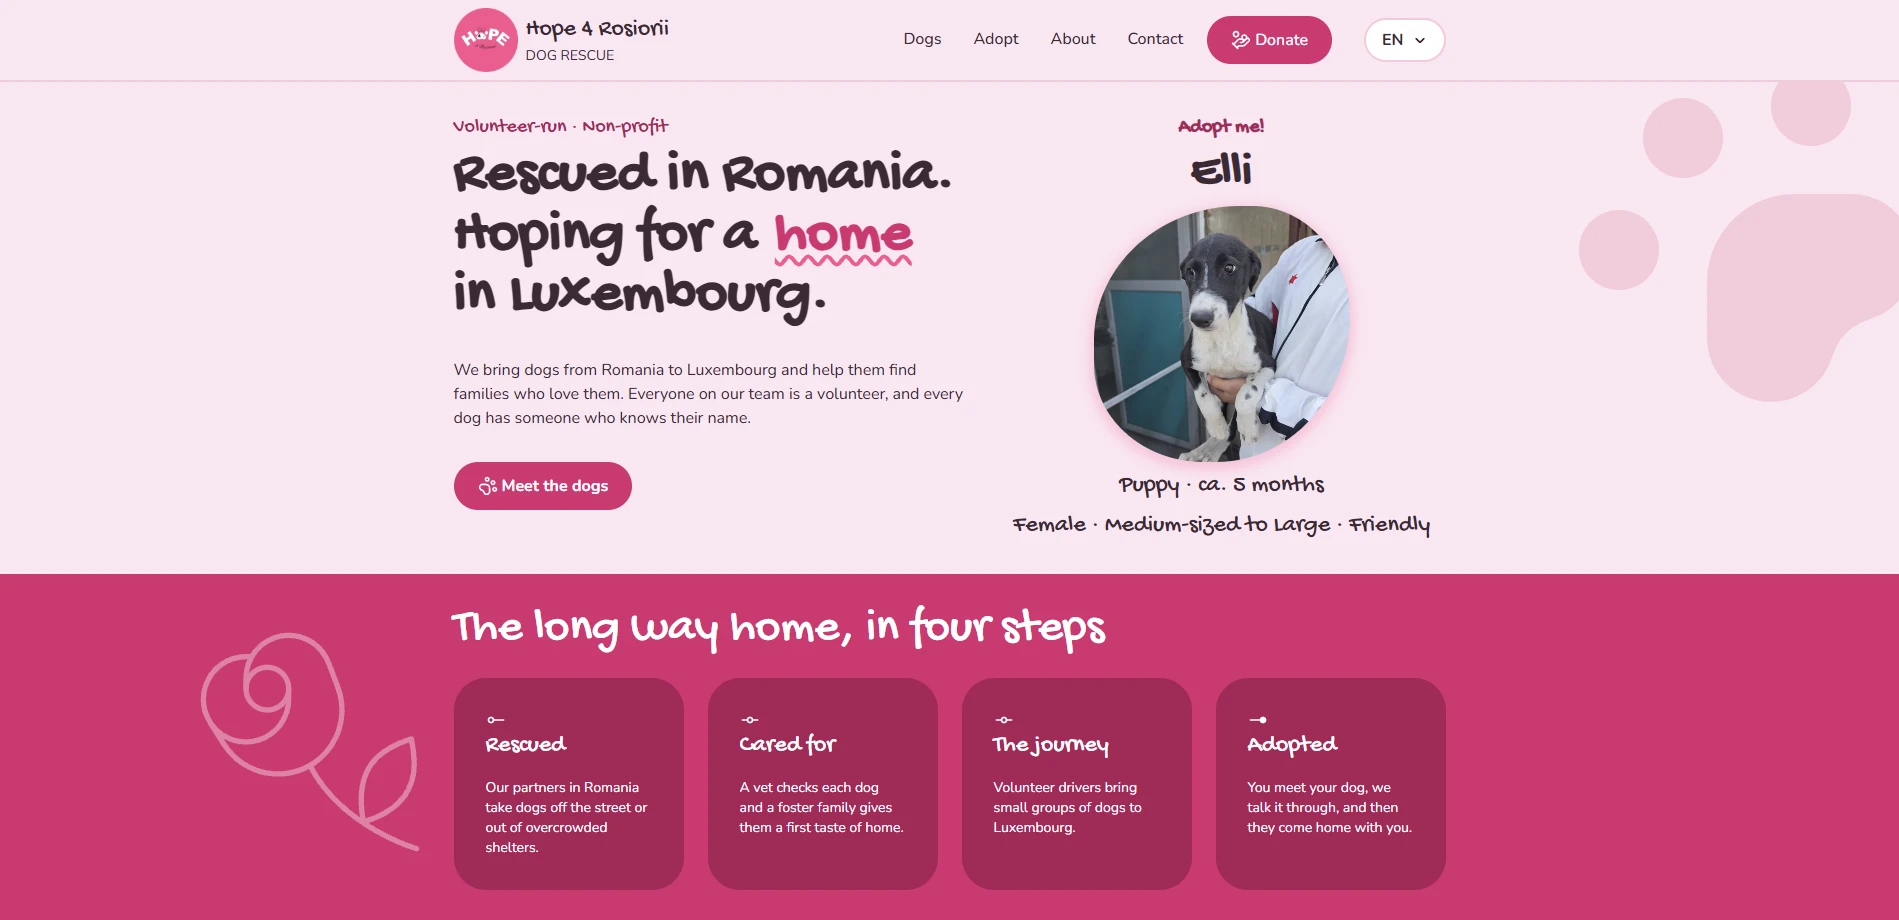 HOPE
Hope 4 Rosiorii
DOG RESCUE
Dogs
Adopt
About
Contact
Donate
EN
Volunteer-run · Non-profit
Rescued in Romania.
Hoping for a home
in Luxembourg.
We bring dogs from Romania to Luxembourg and help them find
families who love them. Everyone on our team is a volunteer, and every
dog has someone who knows their name.
Meet the dogs
Adopt me!
Elli
Puppy · ca. 5 months
Female · Medium-sized to Large · Friendly
The long way home, in four steps
Rescued
Our partners in Romania
take dogs off the street or
out of overcrowded
shelters.
Cared for
A vet checks each dog
and a foster family gives
them a first taste of home.
The journey
Volunteer drivers bring
small groups of dogs to
Luxembourg.
Adopted
You meet your dog, we
talk it through, and then
they come home with you.